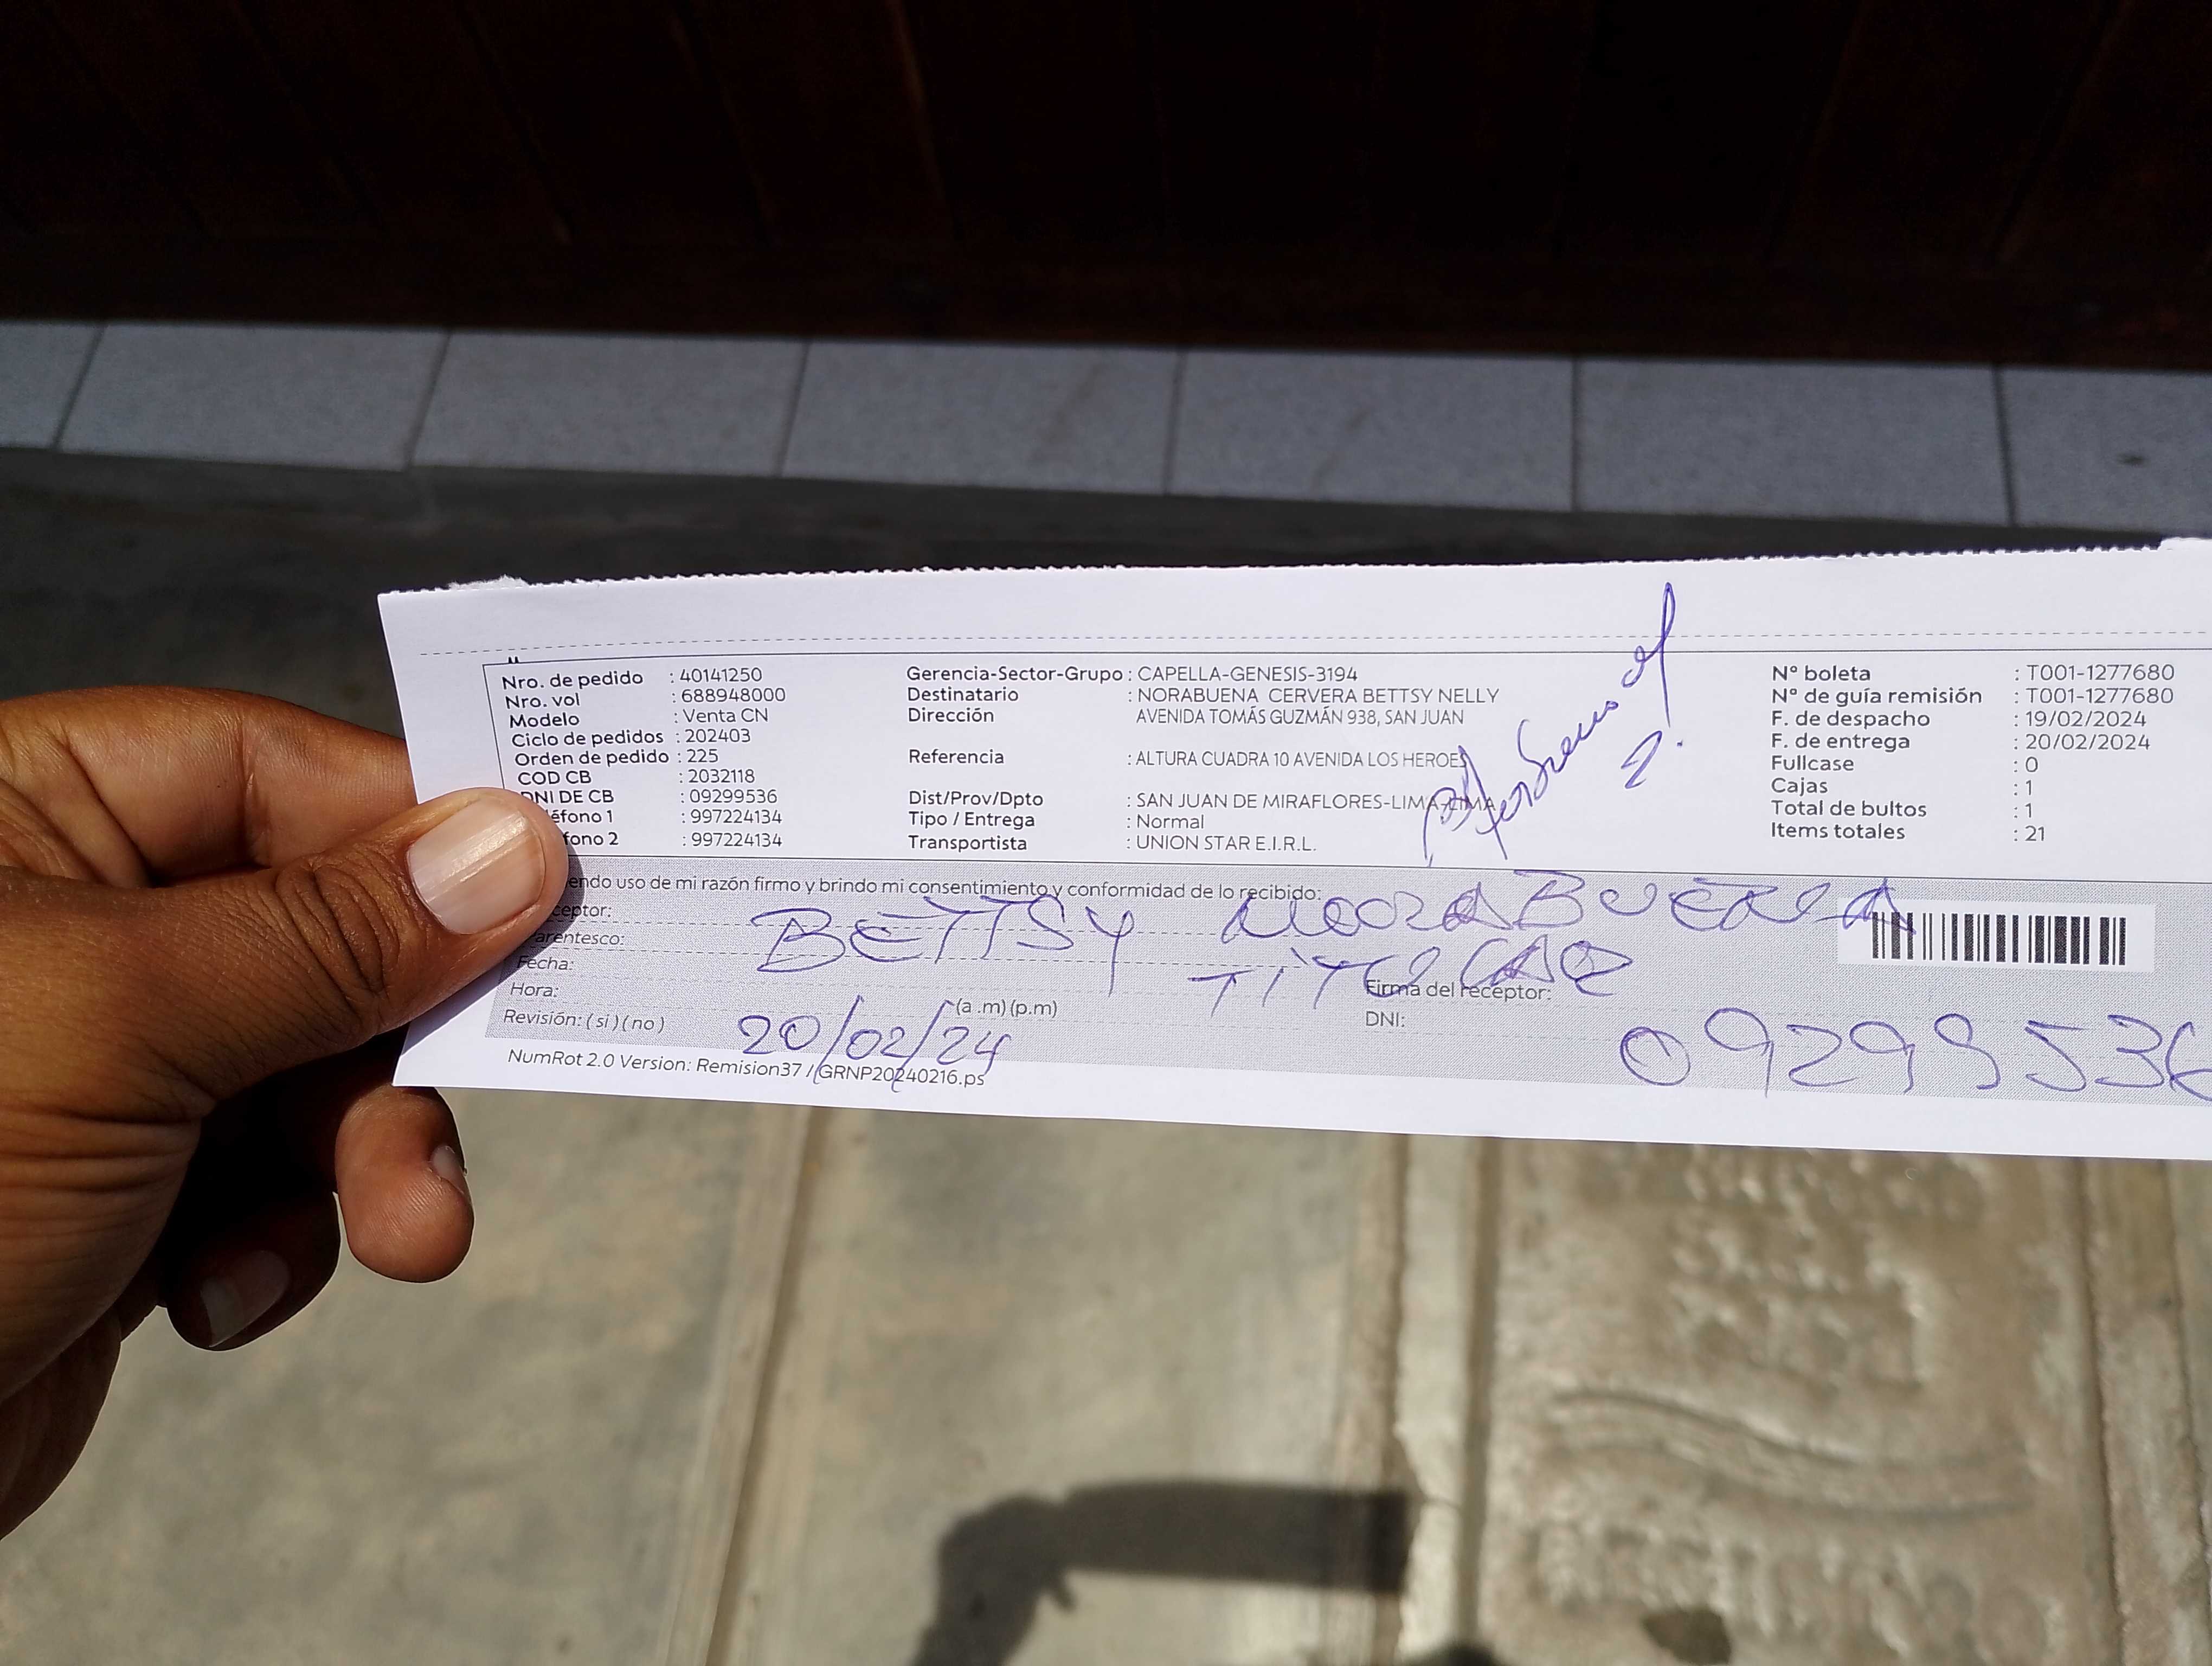 Nro. de pedido : 40141250
Nro. vol : 688948000
Modelo : Venta CN
Ciclo de pedidos : 202403
Orden de pedido : 225
COD CB : 2032118
DNI DE CB : 09299536
éfono 1 : 997224134
fono 2 : 997224134
Gerencia-Sector-Grupo : CAPELLA-GENESIS-3194
Destinatario : NORABUENA CERVERA BETTSY NELLY
Dirección AVENIDA TOMÁS GUZMÁN 938, SAN JUAN
Referencia : ALTURA CUADRA 10 AVENIDA LOS HEROES
Dist/Prov/Dpto : SAN JUAN DE MIRAFLORES-LIMA-LIMA
Tipo / Entrega : Normal
Transportista : UNION STAR E.I.R.L.
N° boleta : T001-1277680
N° de guía remisión : T001-1277680
F. de despacho : 19/02/2024
F. de entrega : 20/02/2024
Fullcase : 0
Cajas : 1
Total de bultos : 1
Items totales : 21
endo uso de mi razón firmo y brindo mi consentimiento y conformidad de lo recibido:
ceptor: BETTSY NORABUENA
arentesco: TITULAR
Fecha:
Hora: (a .m) (p.m)
Firma del receptor:
Revisión: ( si ) ( no ) 20/02/24
DNI: 09299536
NumRot 2.0 Version: Remision37 / GRNP20240216.ps